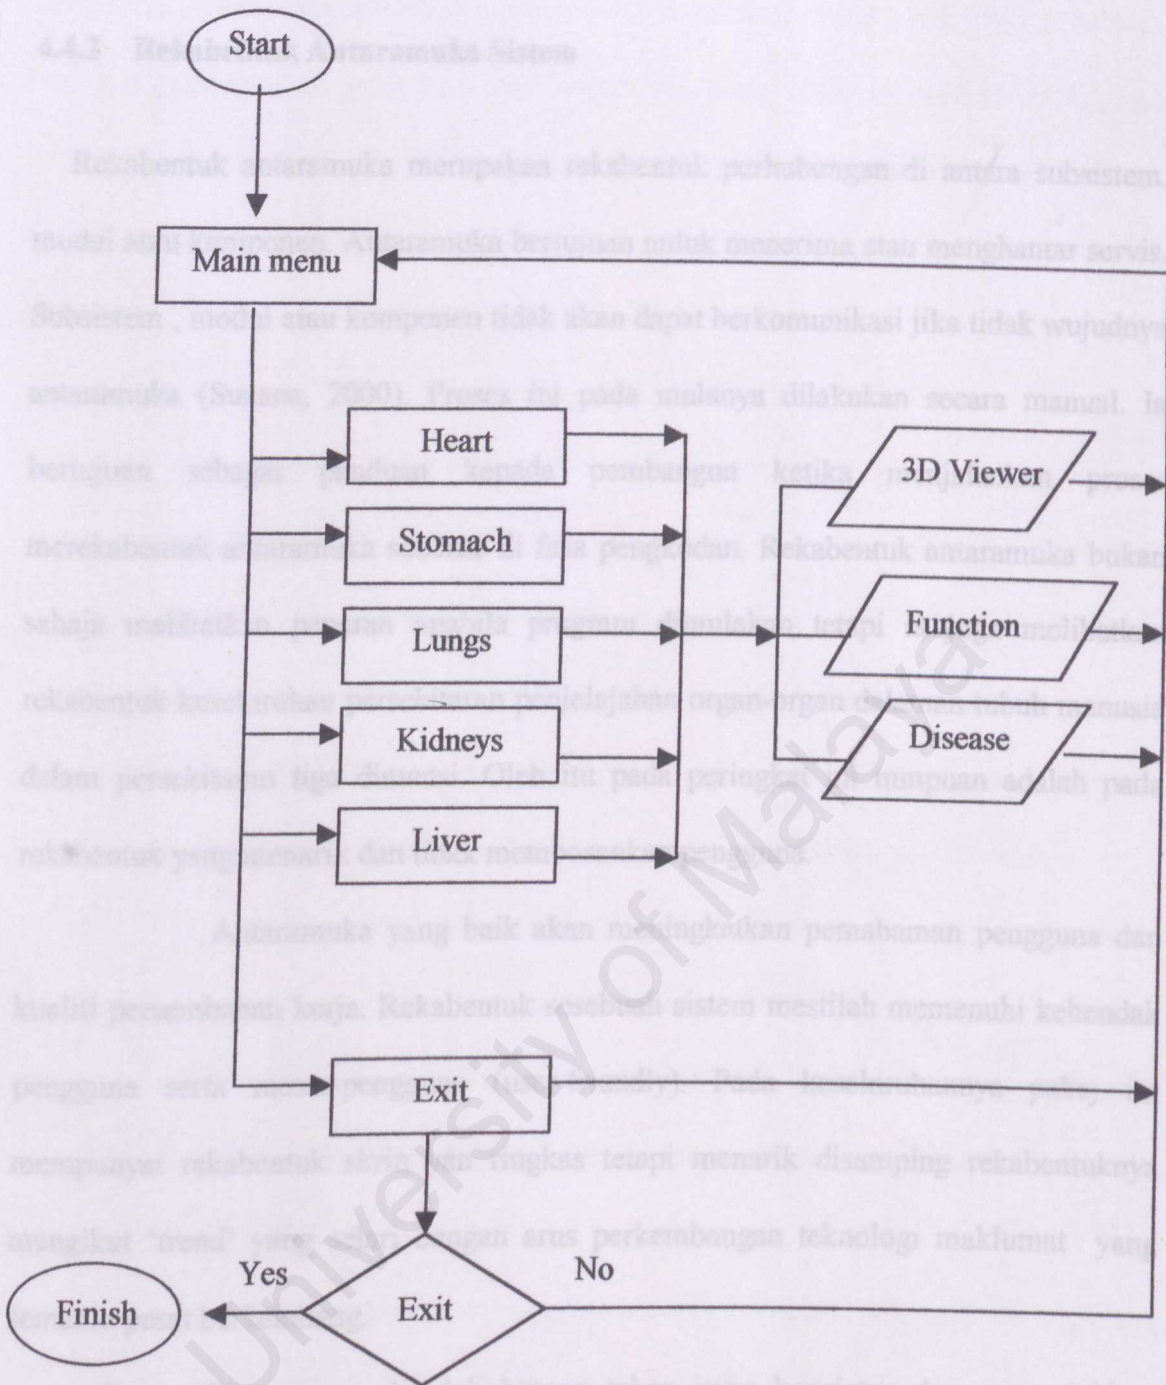 Start
4.4.2 Rekabentuk Antaramuka Sistem
Rekabentuk antaramuka merupakan rekabentuk perhubungan di antara subsistem,
modul atau komponen. Antaramuka bertujuan untuk menerima atau menghantar servis.
Main menu
Subsistem , modul atau komponen tidak akan dapat berkomunikasi jika tidak wujudnya
antaramuka 2000). Proses ini pada mulanya dilakukan secara manual. Ia
Heart
3D Viewer
bertujuan sebagai panduan kepada pembangun ketika proses
Stomach
merekabentuk antaramuka di fasa pengkodan. Rekabentuk antaramuka bukan
Lungs
Function
sahaja melibatkan paparan program dimulakan tetapi melibatkan
rekabentuk keseluruhan persekitaran penjelajahan organ-organ dalaman tubuh manusia
Kidneys
Disease
dalam persekitaran tiga dimensi. Oleh itu pada peringkat ini tumpuan adalah pada
Liver
rekabentuk yang menarik dan tidak membosankan pengguna.
Antaramuka yang baik akan meningkatkan pemahaman pengguna dan
kualiti persembahan kerja. Rekabentuk sesebuah sistem mestilah memenuhi kehendak
Exit
pengguna serta mesra pengguna (user friendly). Pada keseluruhannya pakej
mempunyai rekabentuk skrin ringkas tetapi menarik disamping rekabentuknya
mengikut 'trend' yang selari dengan arus perkembangan teknologi maklumat yang
Yes
No
Finish
Exit
semakin pesat berkembang.
University of Malaya